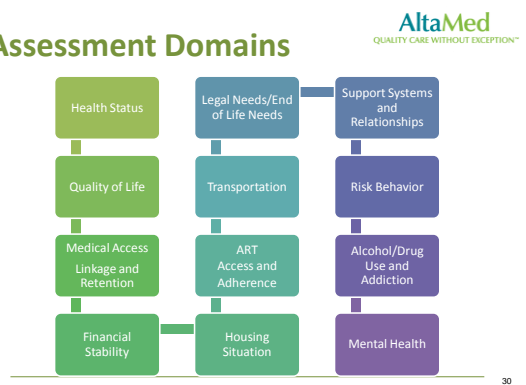 Assessment Domains
AltaMed
QUALITY CARE WITHOUT EXCEPTION™
Health Status
Quality of Life
Medical Access
Linkage and
Retention
Financial
Stability
Housing
Situation
ART
Access and
Adherence
Transportation
Legal Needs/End
of Life Needs
Support Systems
and
Relationships
Risk Behavior
Alcohol/Drug
Use and
Addiction
Mental Health
30